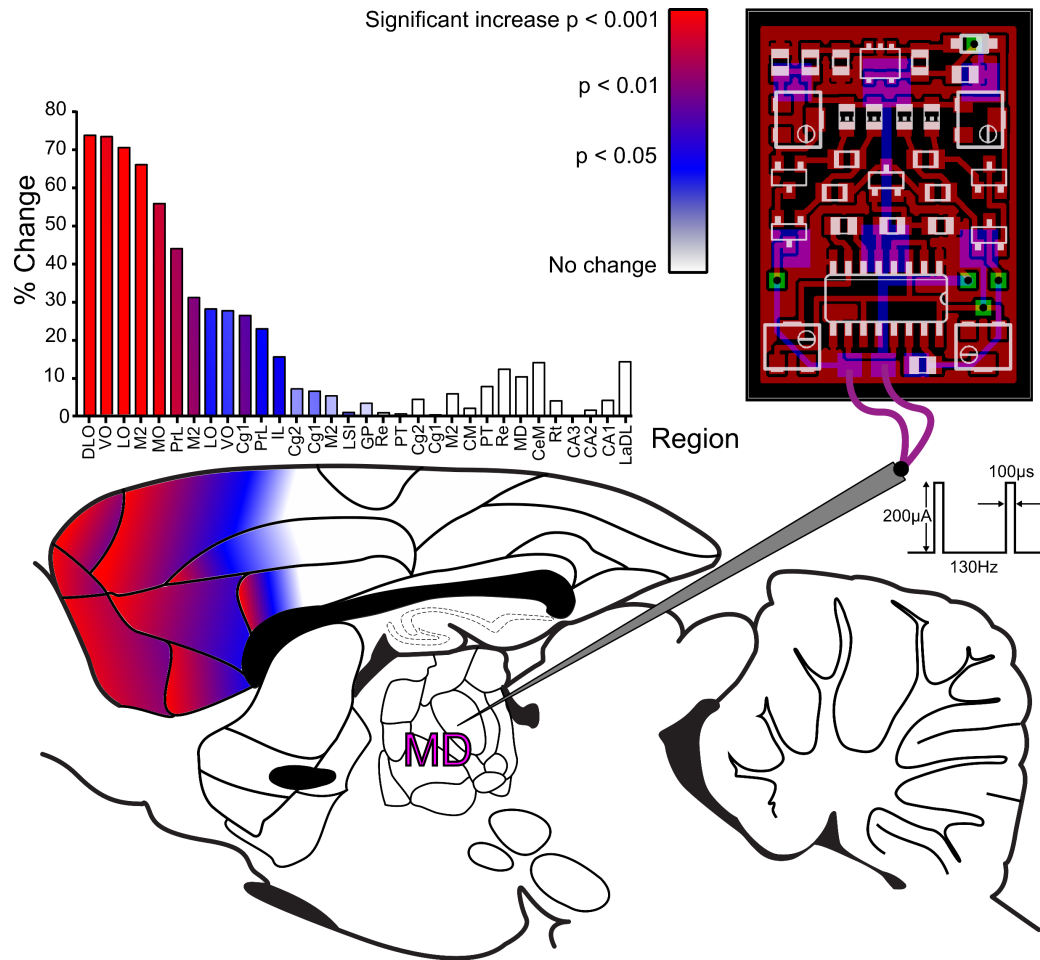 Significant increase p < 0.001
p < 0.01
p < 0.05
No change
% Change
80
70
60
50
40
30
20
10
0
DLO
VO
LO
M2
MO
PrL
M2
LO
VO
Cg1
PrL
IL
Cg2
Cg1
M2
LSI
GP
Re
PT
Cg2
Cg1
M2
CM
PT
Re
MD
CeM
Rt
CA3
CA2
CA1
LaDL
Region
100µs
200µA
130Hz
MD